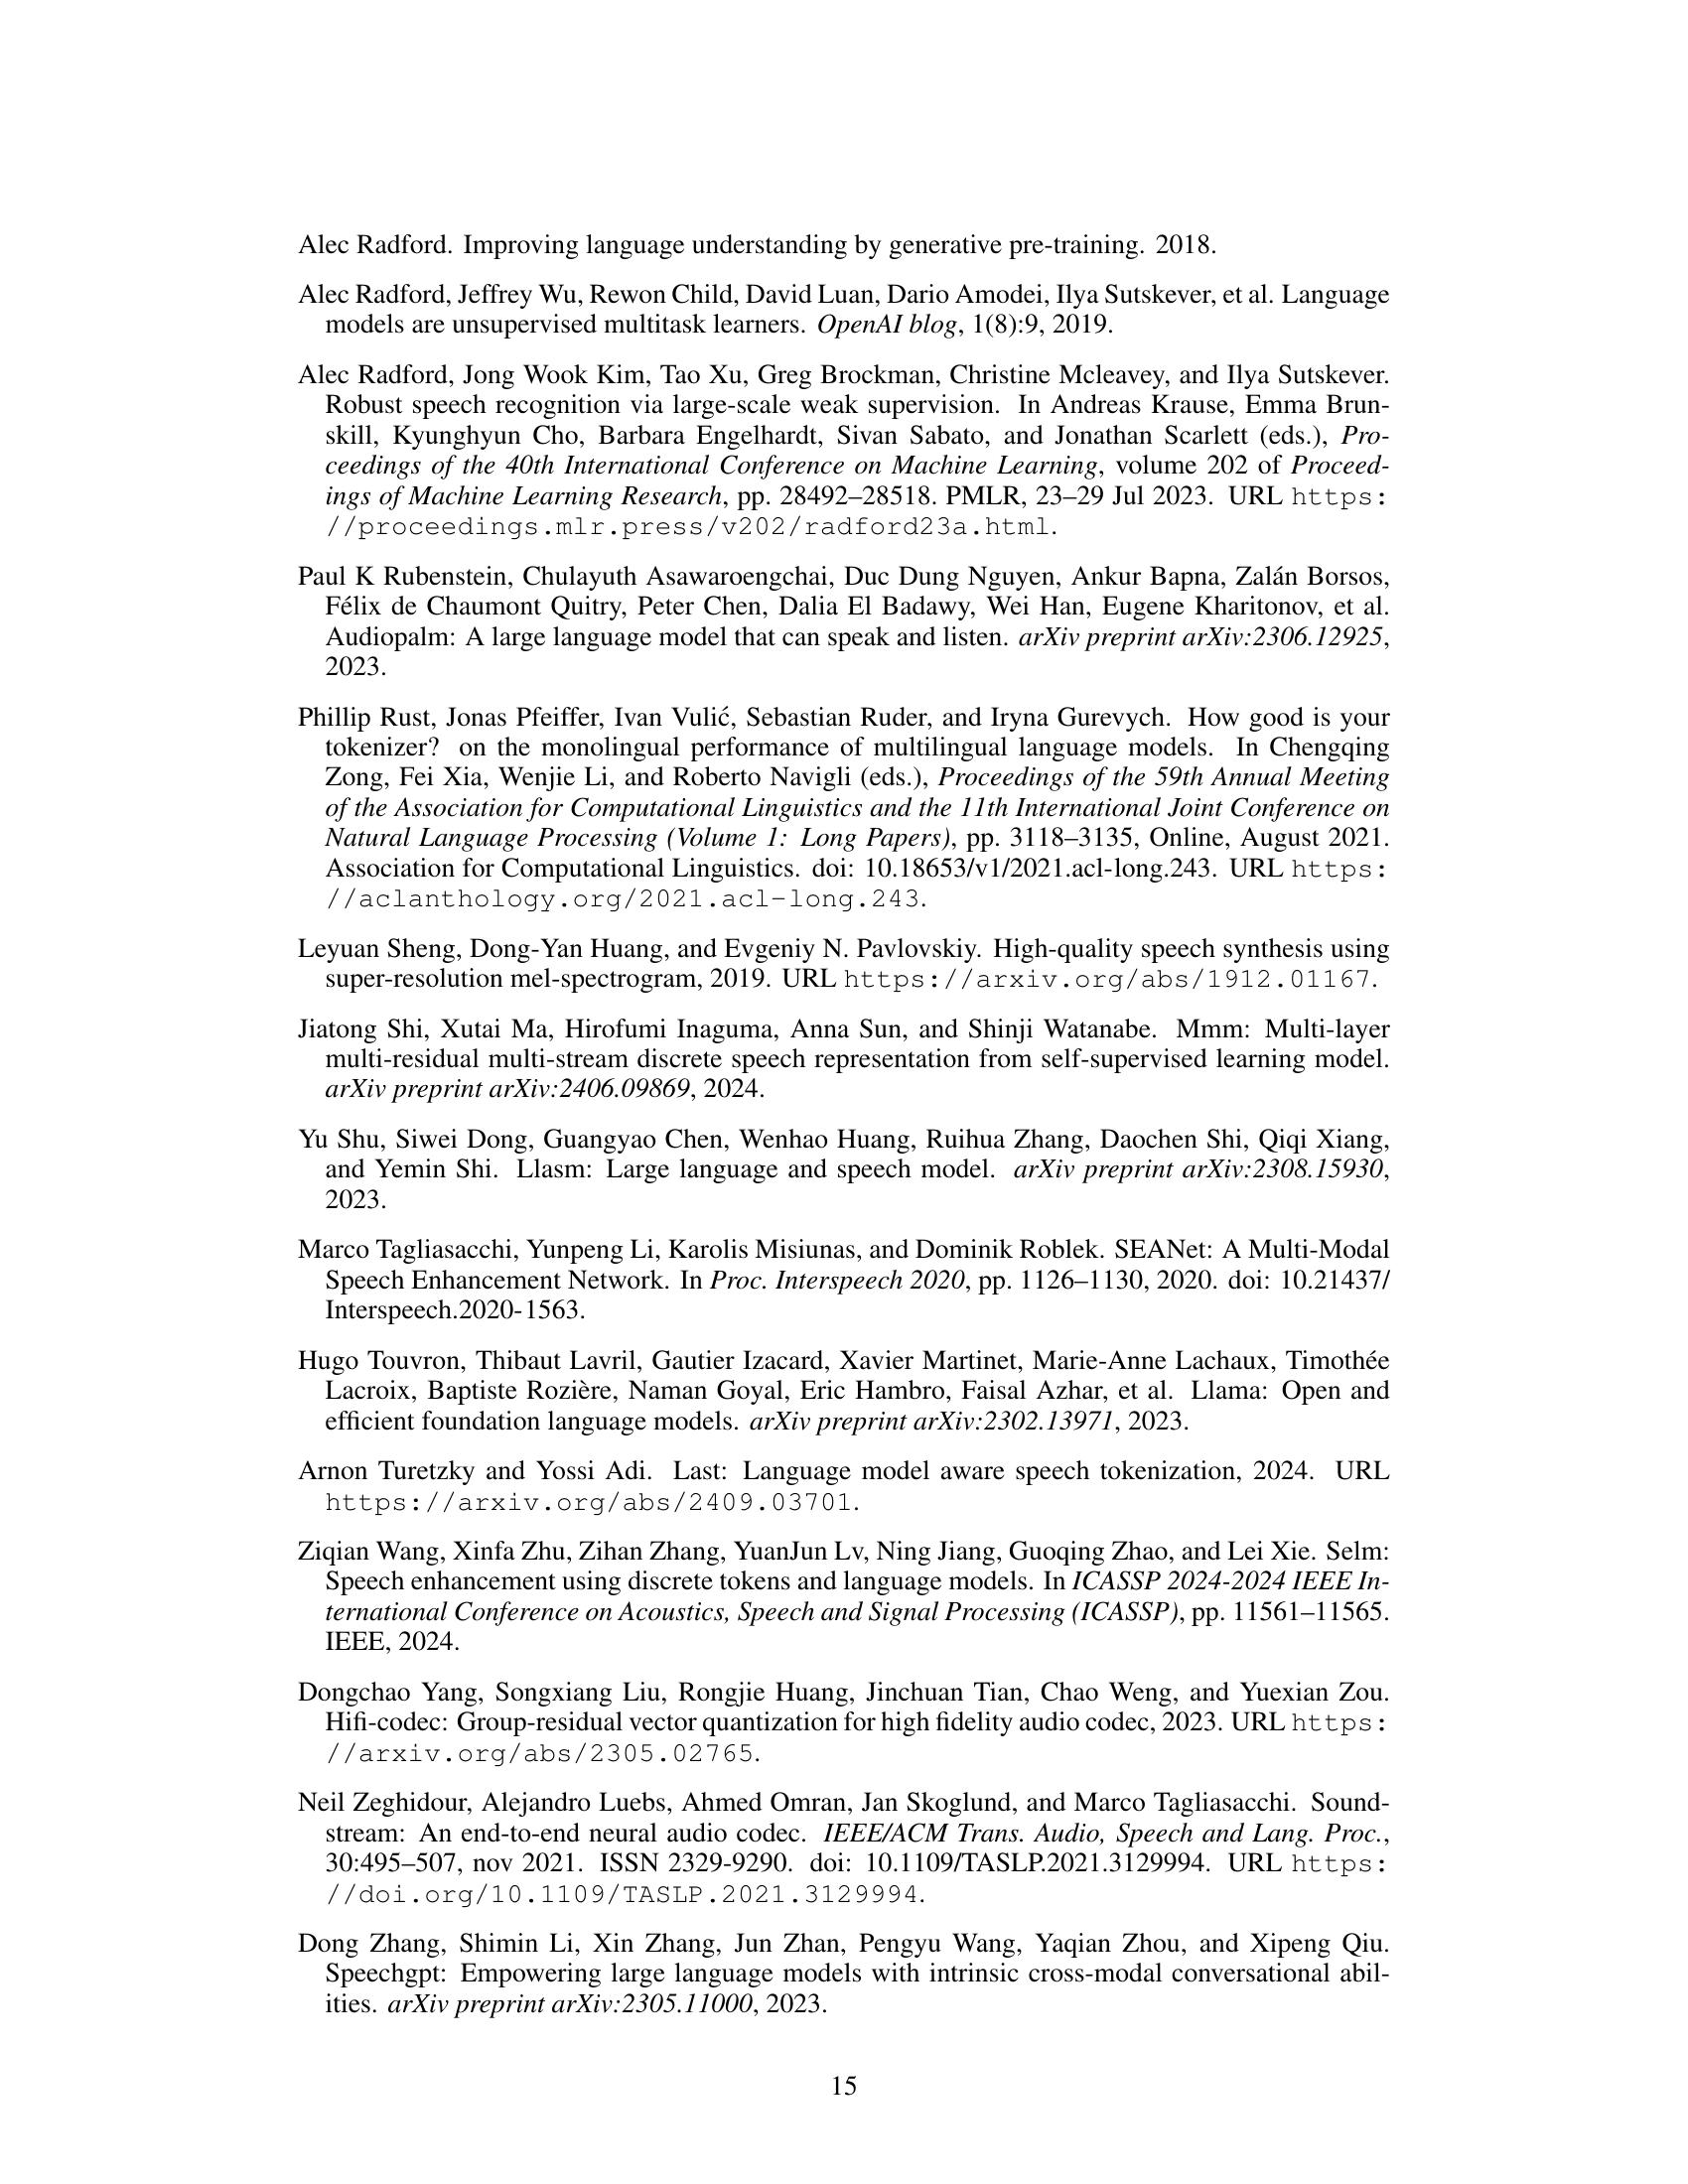 Alec Radford. Improving language understanding by generative pre-training. 2018.
Alec Radford, Jeffrey Wu, Rewon Child, David Luan, Dario Amodei, Ilya Sutskever, et al. Language
models are unsupervised multitask learners. OpenAI blog, 1(8):9, 2019.
Alec Radford, Jong Wook Kim, Tao Xu, Greg Brockman, Christine Mcleavey, and Ilya Sutskever.
Robust speech recognition via large-scale weak supervision. In Andreas Krause, Emma Brun-
skill, Kyunghyun Cho, Barbara Engelhardt, Sivan Sabato, and Jonathan Scarlett (eds.), Pro-
ceedings of the 40th International Conference on Machine Learning, volume 202 of Proceed-
ings of Machine Learning Research, pp. 28492–28518. PMLR, 23–29 Jul 2023. URL https:
//proceedings.mlr.press/v202/radford23a.html.
Paul K Rubenstein, Chulayuth Asawaroengchai, Duc Dung Nguyen, Ankur Bapna, Zalán Borsos,
Félix de Chaumont Quitry, Peter Chen, Dalia El Badawy, Wei Han, Eugene Kharitonov, et al.
Audiopalm: A large language model that can speak and listen. arXiv preprint arXiv:2306.12925,
2023.
Phillip Rust, Jonas Pfeiffer, Ivan Vulić, Sebastian Ruder, and Iryna Gurevych. How good is your
tokenizer? on the monolingual performance of multilingual language models. In Chengqing
Zong, Fei Xia, Wenjie Li, and Roberto Navigli (eds.), Proceedings of the 59th Annual Meeting
of the Association for Computational Linguistics and the 11th International Joint Conference on
Natural Language Processing (Volume 1: Long Papers), pp. 3118–3135, Online, August 2021.
Association for Computational Linguistics. doi: 10.18653/v1/2021.acl-long.243. URL https:
//aclanthology.org/2021.acl-long.243.
Leyuan Sheng, Dong-Yan Huang, and Evgeniy N. Pavlovskiy. High-quality speech synthesis using
super-resolution mel-spectrogram, 2019. URL https://arxiv.org/abs/1912.01167.
Jiatong Shi, Xutai Ma, Hirofumi Inaguma, Anna Sun, and Shinji Watanabe. Mmm: Multi-layer
multi-residual multi-stream discrete speech representation from self-supervised learning model.
arXiv preprint arXiv:2406.09869, 2024.
Yu Shu, Siwei Dong, Guangyao Chen, Wenhao Huang, Ruihua Zhang, Daochen Shi, Qiqi Xiang,
and Yemin Shi. Llasm: Large language and speech model. arXiv preprint arXiv:2308.15930,
2023.
Marco Tagliasacchi, Yunpeng Li, Karolis Misiunas, and Dominik Roblek. SEANet: A Multi-Modal
Speech Enhancement Network. In Proc. Interspeech 2020, pp. 1126–1130, 2020. doi: 10.21437/
Interspeech.2020-1563.
Hugo Touvron, Thibaut Lavril, Gautier Izacard, Xavier Martinet, Marie-Anne Lachaux, Timothée
Lacroix, Baptiste Rozière, Naman Goyal, Eric Hambro, Faisal Azhar, et al. Llama: Open and
efficient foundation language models. arXiv preprint arXiv:2302.13971, 2023.
Arnon Turetzky and Yossi Adi. Last: Language model aware speech tokenization, 2024. URL
https://arxiv.org/abs/2409.03701.
Ziqian Wang, Xinfa Zhu, Zihan Zhang, YuanJun Lv, Ning Jiang, Guoqing Zhao, and Lei Xie. Selm:
Speech enhancement using discrete tokens and language models. In ICASSP 2024-2024 IEEE In-
ternational Conference on Acoustics, Speech and Signal Processing (ICASSP), pp. 11561–11565.
IEEE, 2024.
Dongchao Yang, Songxiang Liu, Rongjie Huang, Jinchuan Tian, Chao Weng, and Yuexian Zou.
Hifi-codec: Group-residual vector quantization for high fidelity audio codec, 2023. URL https:
//arxiv.org/abs/2305.02765.
Neil Zeghidour, Alejandro Luebs, Ahmed Omran, Jan Skoglund, and Marco Tagliasacchi. Sound-
stream: An end-to-end neural audio codec. IEEE/ACM Trans. Audio, Speech and Lang. Proc.,
30:495–507, nov 2021. ISSN 2329-9290. doi: 10.1109/TASLP.2021.3129994. URL https:
//doi.org/10.1109/TASLP.2021.3129994.
Dong Zhang, Shimin Li, Xin Zhang, Jun Zhan, Pengyu Wang, Yaqian Zhou, and Xipeng Qiu.
Speechgpt: Empowering large language models with intrinsic cross-modal conversational abil-
ities. arXiv preprint arXiv:2305.11000, 2023.
15